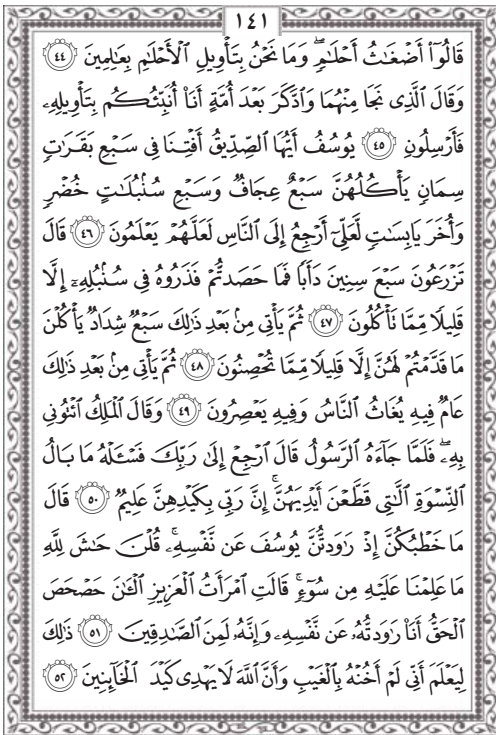 ١٤١
قَالُوٓا۟ أَضْغَٰثُ أَحْلَٰمٍۢ ۖ وَمَا نَحْنُ بِتَأْوِيلِ ٱلْأَحْلَٰمِ بِعَٰلِمِينَ ٤٤
وَقَالَ ٱلَّذِى نَجَا مِنْهُمَا وَٱدَّكَرَ بَعْدَ أُمَّةٍ أَنَا۠ أُنَبِّئُكُم بِتَأْوِيلِهِۦ
فَأَرْسِلُونِ ٤٥ يُوسُفُ أَيُّهَا ٱلصِّدِّيقُ أَفْتِنَا فِى سَبْعِ بَقَرَٰتٍۢ
سِمَانٍۢ يَأْكُلُهُنَّ سَبْعٌ عِجَافٌۭ وَسَبْعِ سُنۢبُلَٰتٍ خُضْرٍۢ
وَأُخَرَ يَابِسَٰتٍۢ لَّعَلِّىٓ أَرْجِعُ إِلَى ٱلنَّاسِ لَعَلَّهُمْ يَعْلَمُونَ ٤٦ قَالَ
تَزْرَعُونَ سَبْعَ سِنِينَ دَأَبًۭا فَمَا حَصَدتُّمْ فَذَرُوهُ فِى سُنۢبُلِهِۦٓ إِلَّا
قَلِيلًۭا مِّمَّا تَأْكُلُونَ ٤٧ ثُمَّ يَأْتِى مِنۢ بَعْدِ ذَٰلِكَ سَبْعٌۭ شِدَادٌۭ يَأْكُلْنَ
مَا قَدَّمْتُمْ لَهُنَّ إِلَّا قَلِيلًۭا مِّمَّا تُحْصِنُونَ ٤٨ ثُمَّ يَأْتِى مِنۢ بَعْدِ ذَٰلِكَ
عَامٌۭ فِيهِ يُغَاثُ ٱلنَّاسُ وَفِيهِ يَعْصِرُونَ ٤٩ وَقَالَ ٱلْمَلِكُ ٱئْتُونِى
بِهِۦ ۖ فَلَمَّا جَآءَهُ ٱلرَّسُولُ قَالَ ٱرْجِعْ إِلَىٰ رَبِّكَ فَسْـَٔلْهُ مَا بَالُ
ٱلنِّسْوَةِ ٱلَّٰتِى قَطَّعْنَ أَيْدِيَهُنَّ ۚ إِنَّ رَبِّى بِكَيْدِهِنَّ عَلِيمٌۭ ٥٠ قَالَ
مَا خَطْبُكُنَّ إِذْ رَٰوَدتُّنَّ يُوسُفَ عَن نَّفْسِهِۦ ۚ قُلْنَ حَٰشَ لِلَّهِ
مَا عَلِمْنَا عَلَيْهِ مِن سُوٓءٍۢ ۚ قَالَتِ ٱمْرَأَتُ ٱلْعَزِيزِ ٱلْـَٰٔنَ حَصْحَصَ
ٱلْحَقُّ أَنَا۠ رَٰوَدتُّهُۥ عَن نَّفْسِهِۦ وَإِنَّهُۥ لَمِنَ ٱلصَّٰدِقِينَ ٥١ ذَٰلِكَ
لِيَعْلَمَ أَنِّى لَمْ أَخُنْهُ بِٱلْغَيْبِ وَأَنَّ ٱللَّهَ لَا يَهْدِى كَيْدَ ٱلْخَآئِنِينَ ٥٢